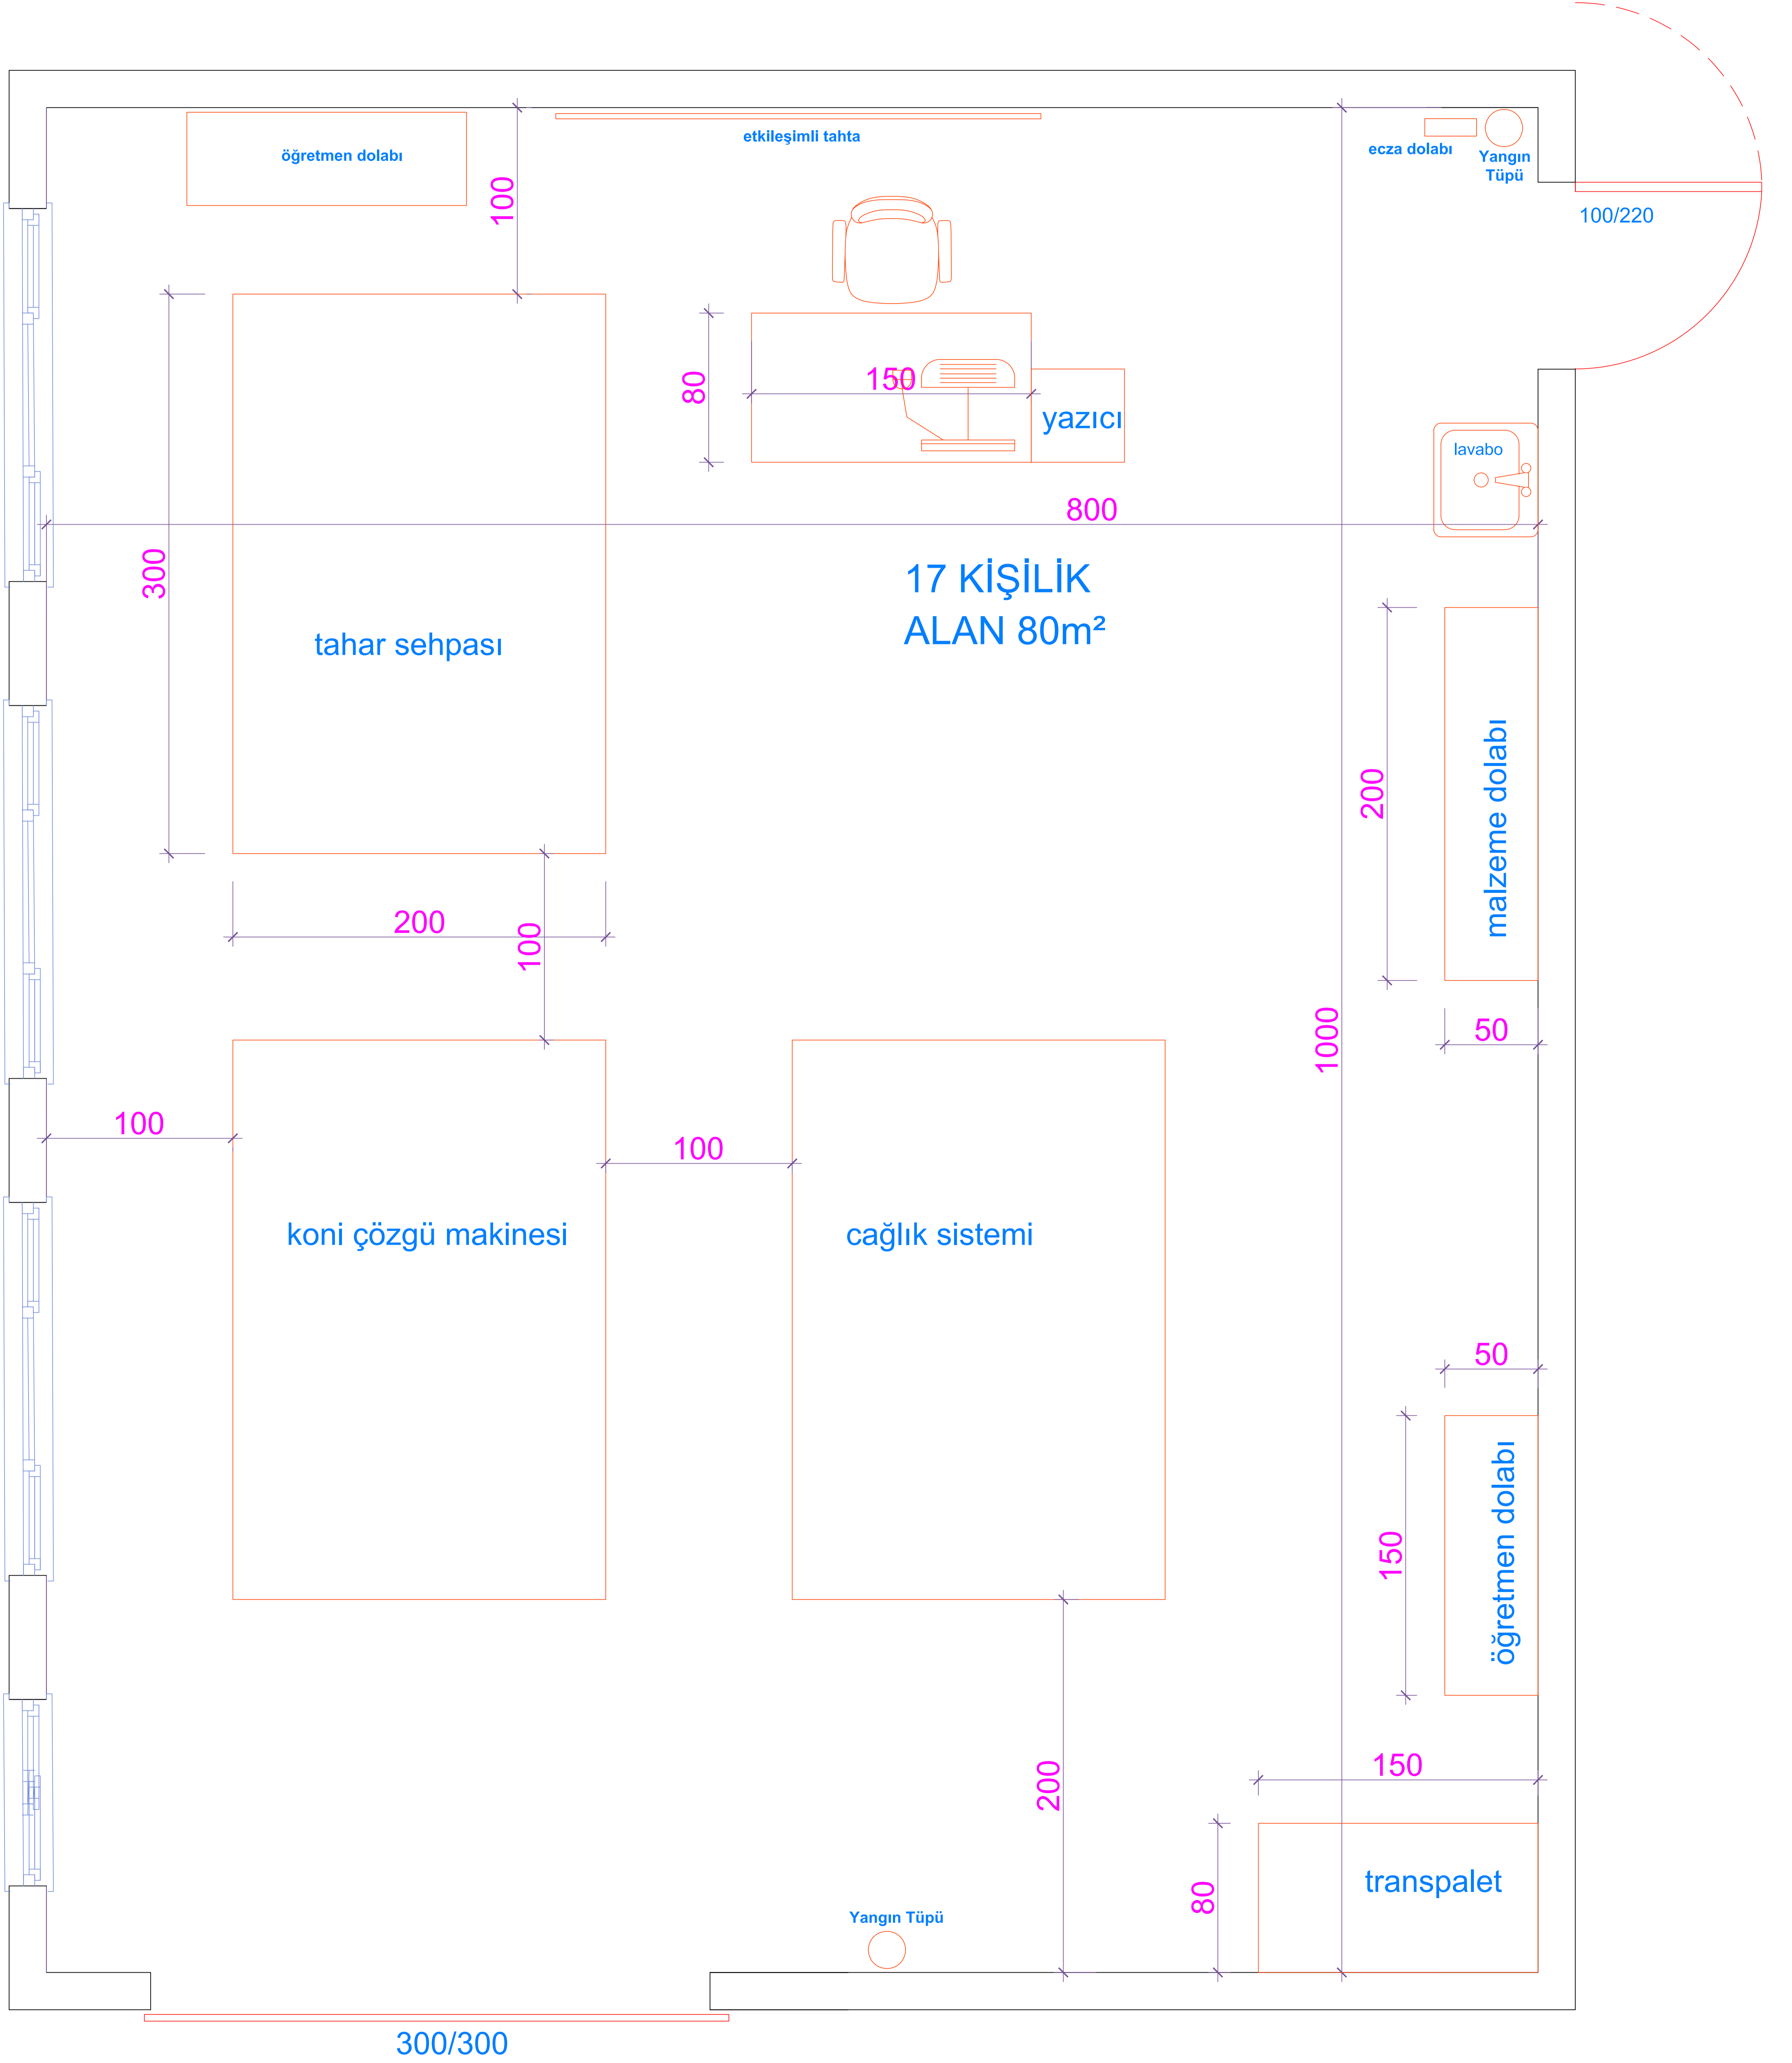 öğretmen dolabı
etkileşimli tahta
ecza dolabı
Yangın
Tüpü
100
100/220
80
150
yazıcı
lavabo
800
300
17 KİŞİLİK
ALAN 80m²
tahar sehpası
200
malzeme dolabı
200
100
1000
50
100
100
koni çözgü makinesi
cağlık sistemi
50
150
öğretmen dolabı
200
150
80
transpalet
Yangın Tüpü
300/300